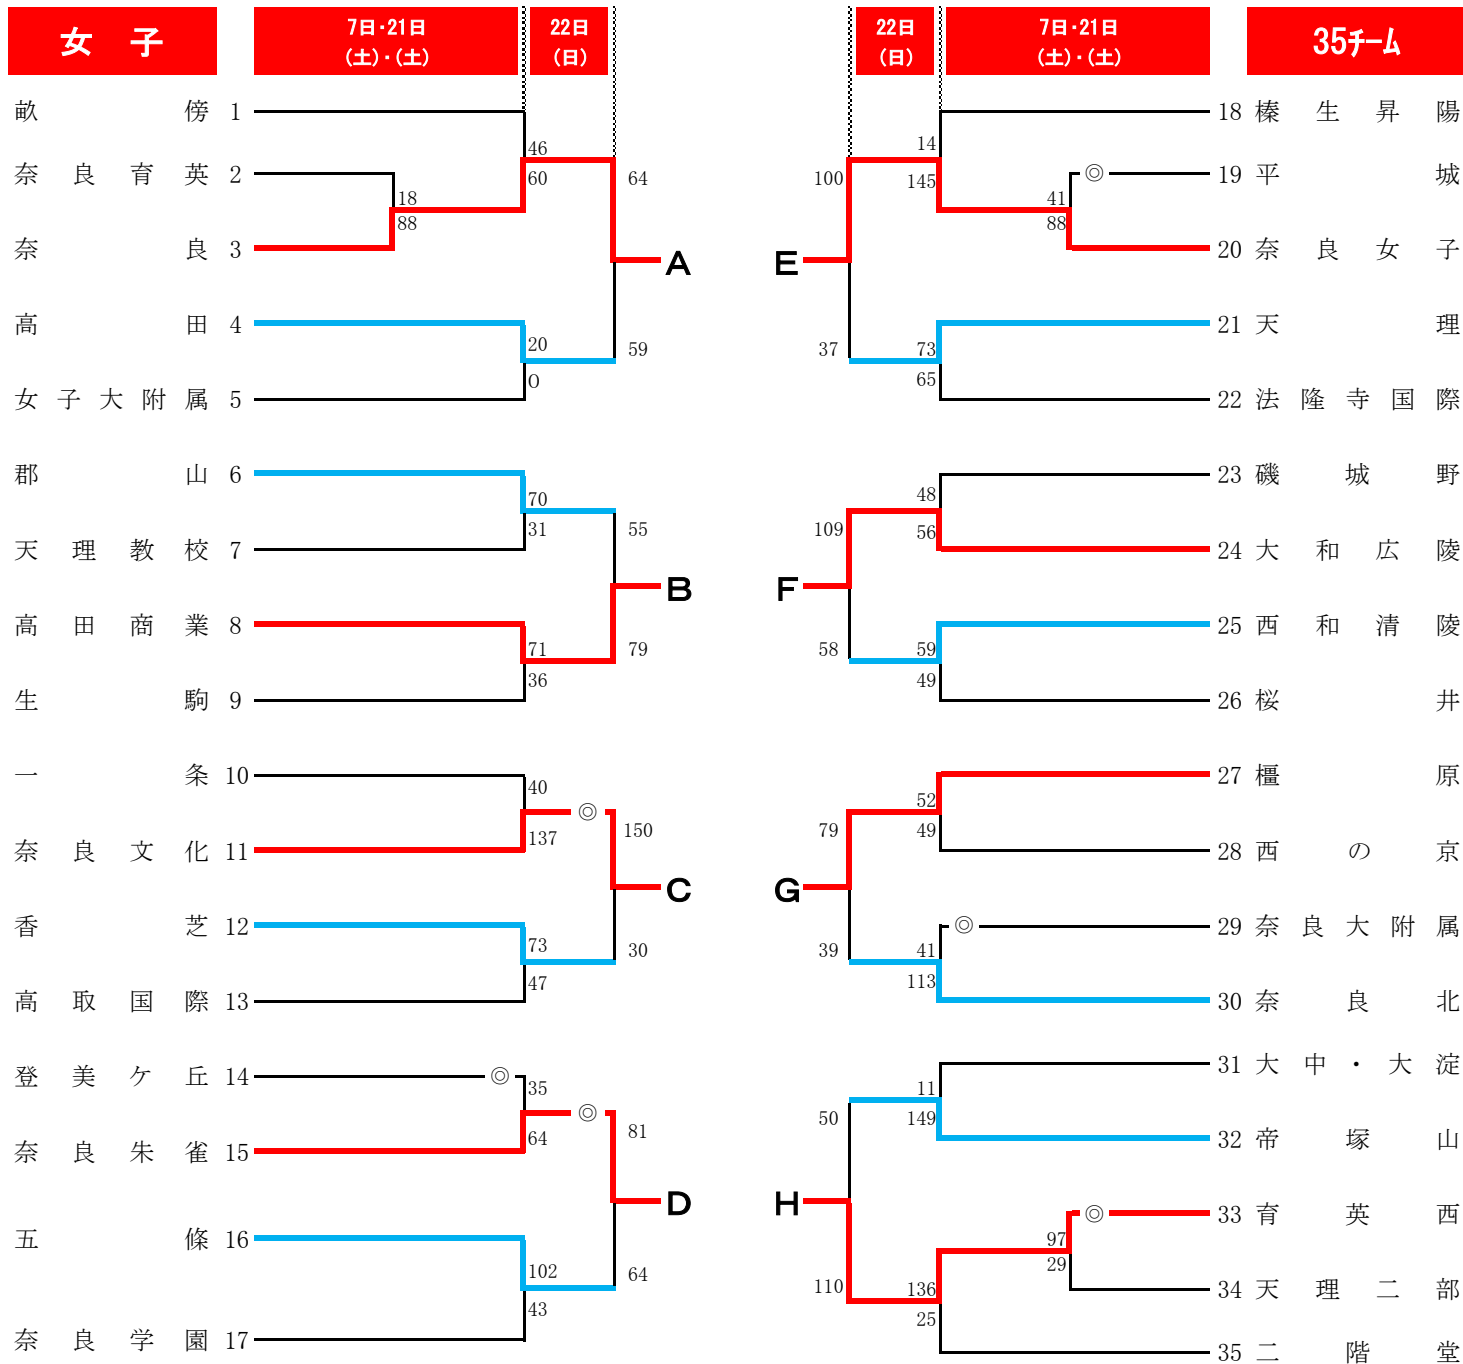 女 子
7日・21日
(土)・(土)
22日
(日)
22日
(日)
7日・21日
(土)・(土)
35チーム
畝傍 1
奈良育英 2
奈良 3
高田 4
女子大附属 5
郡山 6
天理教校 7
高田商業 8
生駒 9
一条 10
奈良文化 11
香芝 12
高取国際 13
登美ケ丘 14
奈良朱雀 15
五條 16
奈良学園 17
46
60
18
88
20
0
64
59
A
70
31
71
36
55
79
B
40
◎
137
73
47
150
30
C
◎
35
◎
64
102
43
81
64
D
100
37
E
14
145
41
88
◎
73
65
109
58
F
48
56
59
49
79
39
G
52
49
◎
41
113
50
110
H
11
149
◎
97
29
136
25
18 榛生昇陽
19 平城
20 奈良女子
21 天理
22 法隆寺国際
23 磯城野
24 大和広陵
25 西和清陵
26 桜井
27 橿原
28 西の京
29 奈良大附属
30 奈良北
31 大中・大淀
32 帝塚山
33 育英西
34 天理二部
35 二階堂